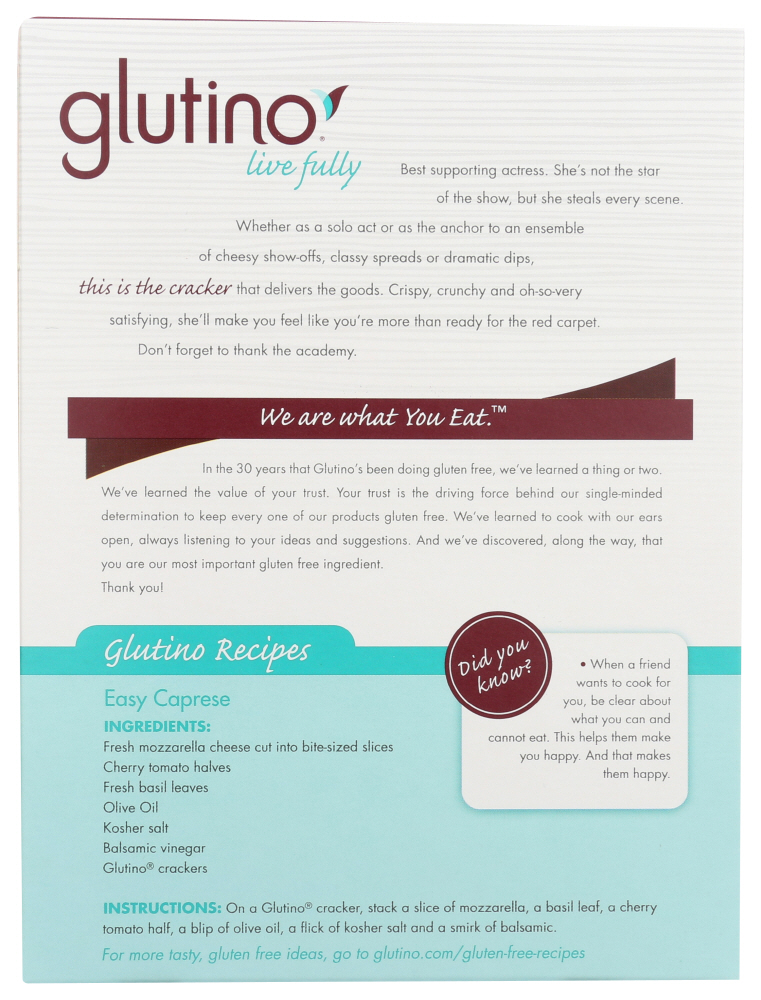 glutino®
live fully
Best supporting actress. She's not the star
of the show, but she steals every scene.
Whether as a solo act or as the anchor to an ensemble
of cheesy show-offs, classy spreads or dramatic dips,
this is the cracker that delivers the goods. Crispy, crunchy and oh-so-very
satisfying, she'll make you feel like you're more than ready for the red carpet.
Don't forget to thank the academy.
We are what You Eat.™
In the 30 years that Glutino's been doing gluten free, we've learned a thing or two.
We've learned the value of your trust. Your trust is the driving force behind our single-minded
determination to keep every one of our products gluten free. We've learned to cook with our ears
open, always listening to your ideas and suggestions. And we've discovered, along the way, that
you are our most important gluten free ingredient.
Thank you!
Glutino Recipes
Easy Caprese
INGREDIENTS:
Fresh mozzarella cheese cut into bite-sized slices
Cherry tomato halves
Fresh basil leaves
Olive Oil
Kosher salt
Balsamic vinegar
Glutino® crackers
Did you
know?
• When a friend
wants to cook for
you, be clear about
what you can and
cannot eat. This helps them make
you happy. And that makes
them happy.
INSTRUCTIONS: On a Glutino® cracker, stack a slice of mozzarella, a basil leaf, a cherry
tomato half, a blip of olive oil, a flick of kosher salt and a smirk of balsamic.
For more tasty, gluten free ideas, go to glutino.com/gluten-free-recipes